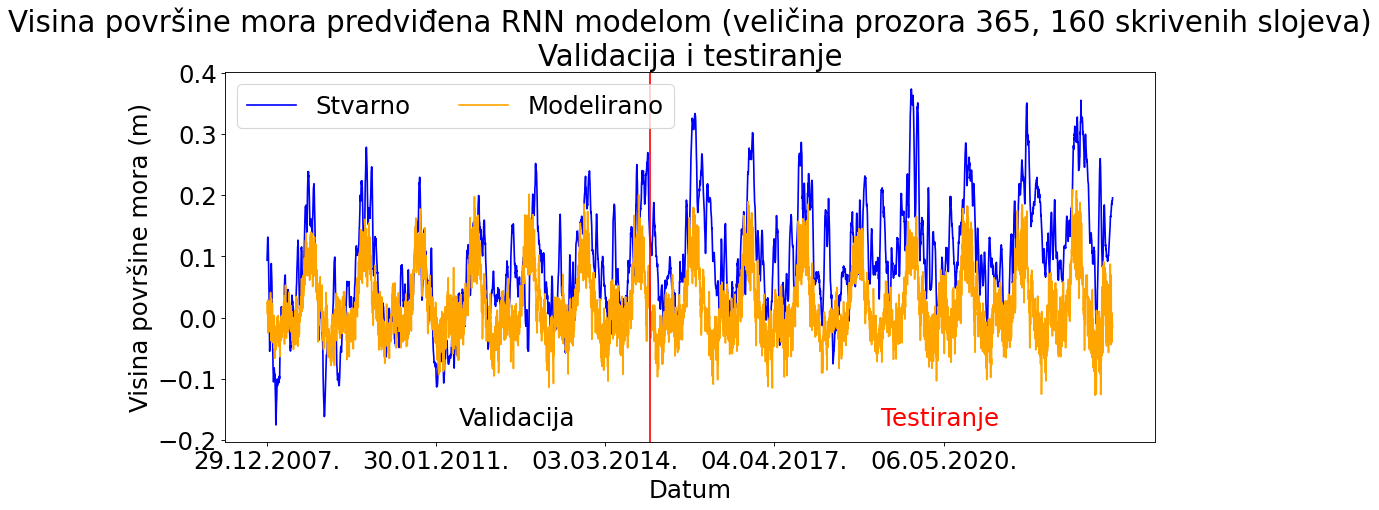 Visina površine mora predviđena RNN modelom (veličina prozora 365, 160 skrivenih slojeva)
Validacija i testiranje
Stvarno
Modelirano
Visina površine mora (m)
0.4
0.3
0.2
0.1
0.0
−0.1
−0.2
Validacija
Testiranje
29.12.2007.
30.01.2011.
03.03.2014.
04.04.2017.
06.05.2020.
Datum